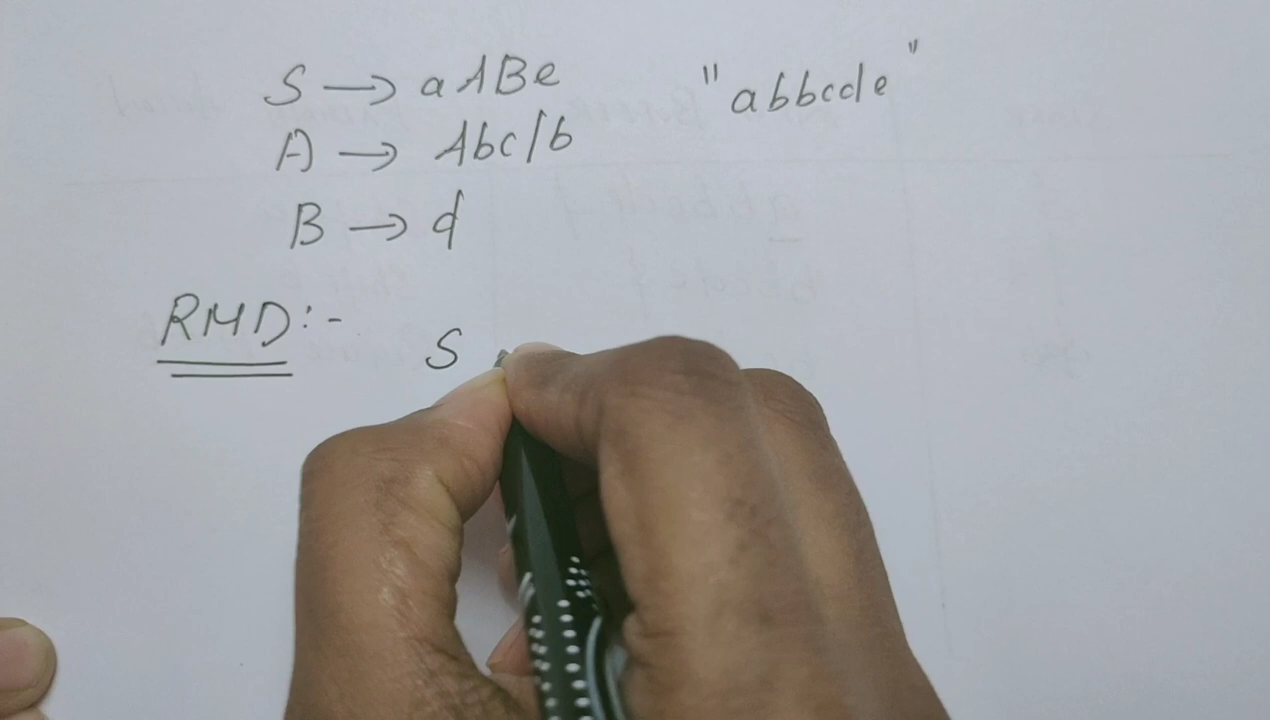 S → aABe "abbcde"
A → Abc/b
B → d
RMD:-
S